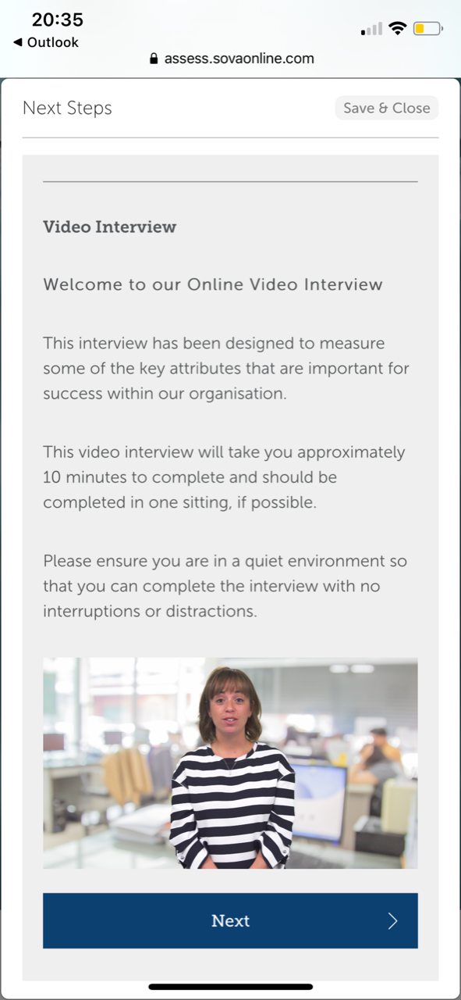 20:35
◀ Outlook
assess.sovaonline.com
Next Steps
Save & Close
Video Interview
Welcome to our Online Video Interview
This interview has been designed to measure
some of the key attributes that are important for
success within our organisation.
This video interview will take you approximately
10 minutes to complete and should be
completed in one sitting, if possible.
Please ensure you are in a quiet environment so
that you can complete the interview with no
interruptions or distractions.
Next